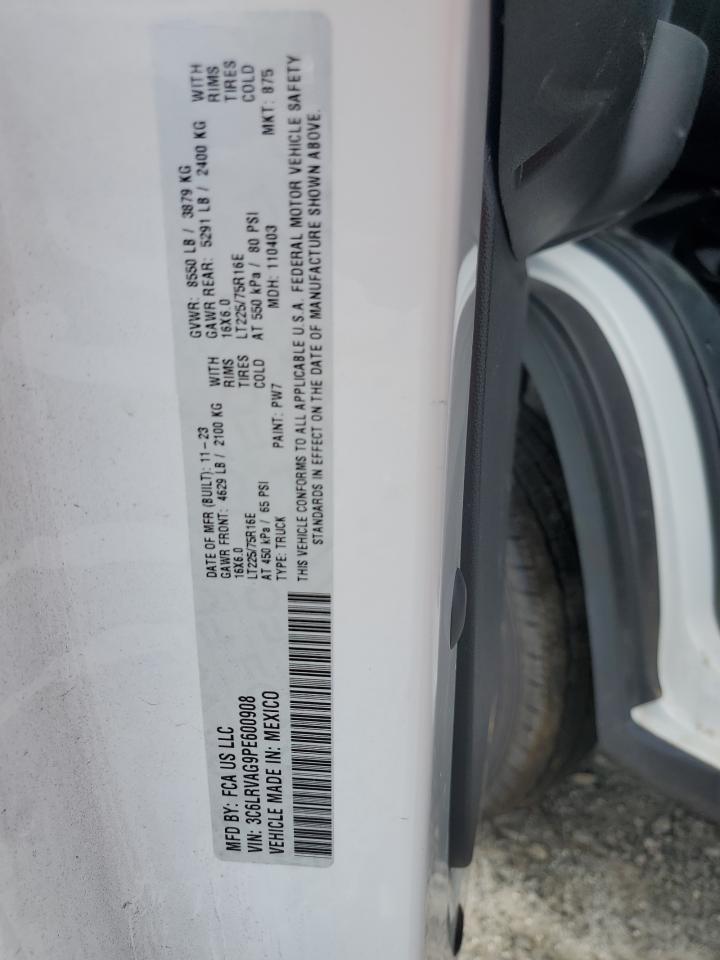 MFD BY: FCA US LLC
VIN: 3C6LRVAG9PE600908
VEHICLE MADE IN: MEXICO
DATE OF MFR (BUILT): 11-23
GAWR FRONT: 4629 LB / 2100 KG WITH
16X6.0 RIMS
LT225/75R16E TIRES
AT 450 kPa / 65 PSI COLD
TYPE: TRUCK PAINT: PW7
GVWR: 8550 LB / 3879 KG
GAWR REAR: 5291 LB / 2400 KG WITH
16X6.0 RIMS
LT225/75R16E TIRES
AT 550 kPa / 80 PSI COLD
MDH: 110403 MKT: 875
THIS VEHICLE CONFORMS TO ALL APPLICABLE U.S.A. FEDERAL MOTOR VEHICLE SAFETY
STANDARDS IN EFFECT ON THE DATE OF MANUFACTURE SHOWN ABOVE.